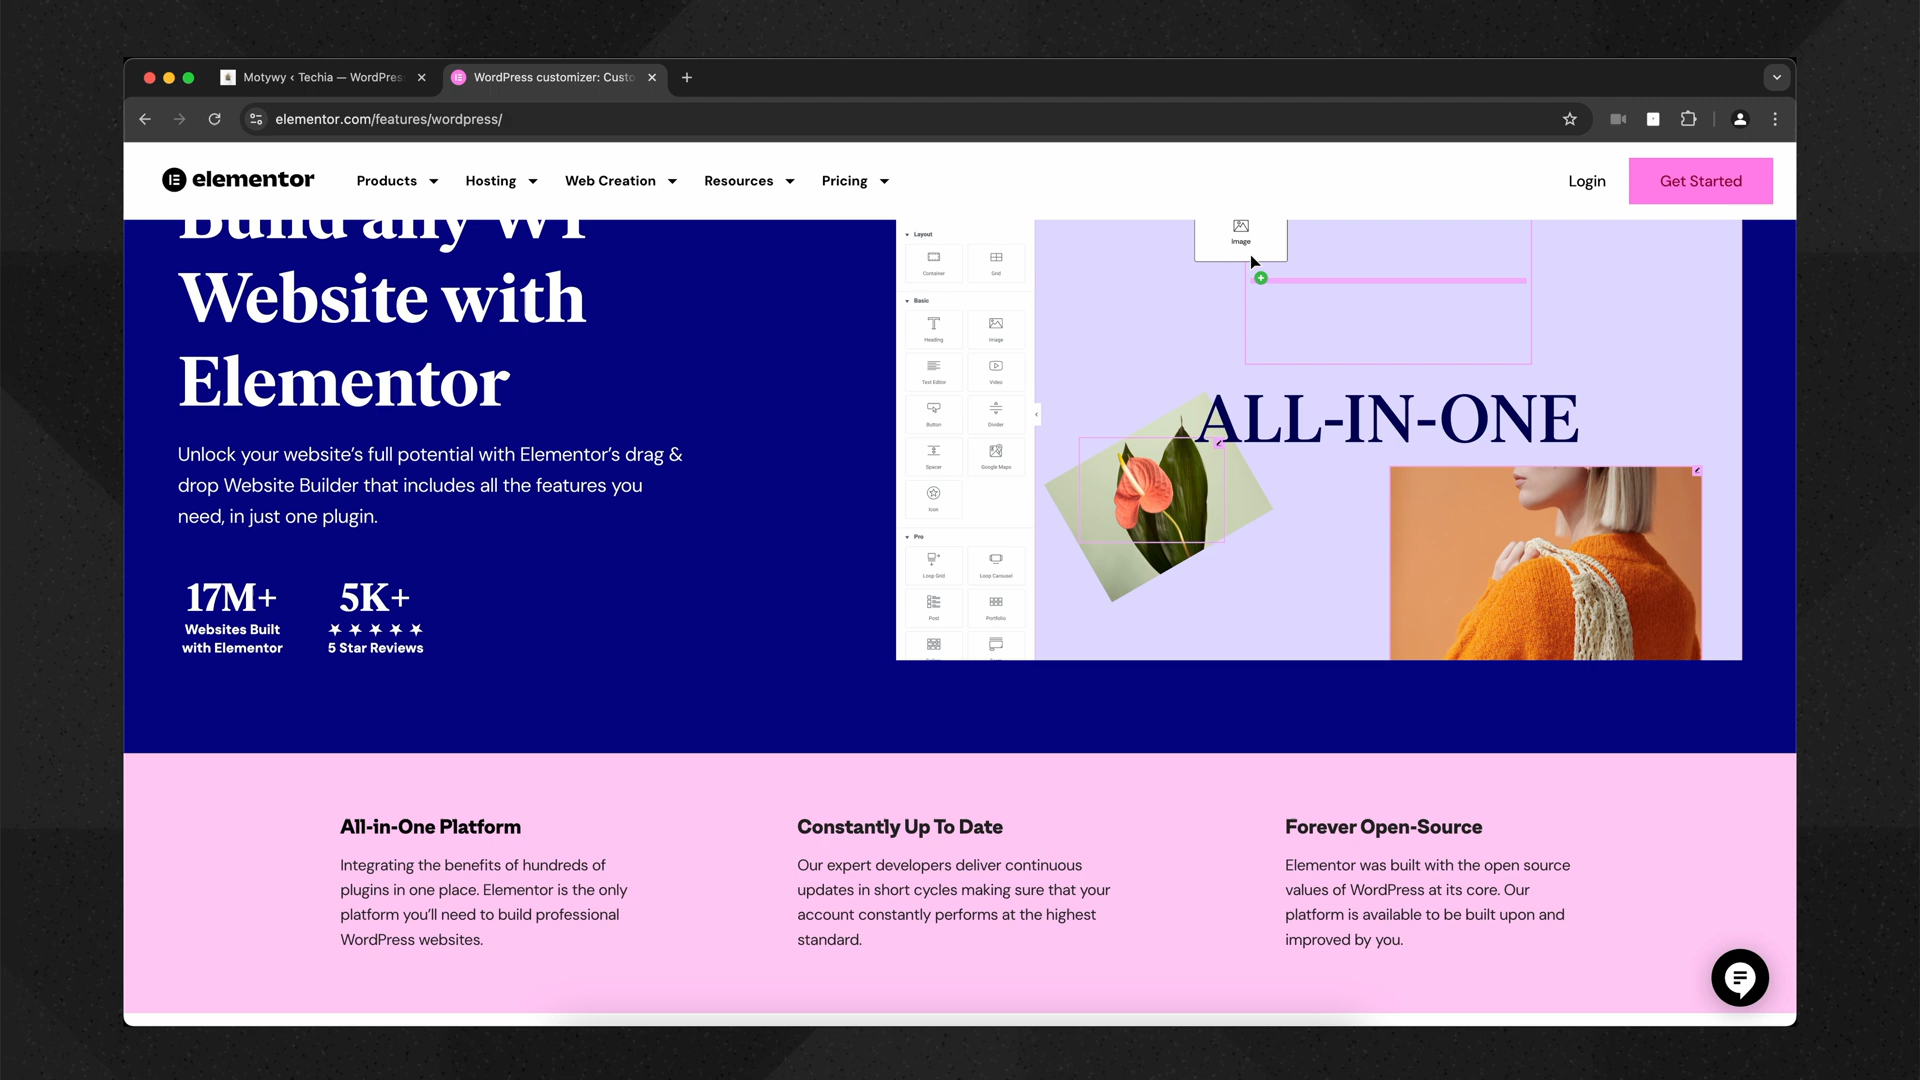 Motywy ‹ Techia — WordPres
WordPress customizer: Custo
elementor.com/features/wordpress/
elementor
Products
Hosting
Web Creation
Resources
Pricing
Login
Get Started
Build any WP
Website with
Elementor
Unlock your website's full potential with Elementor's drag &
drop Website Builder that includes all the features you
need, in just one plugin.
17M+
Websites Built
with Elementor
5K+
5 Star Reviews
Layout
Container
Grid
Basic
Heading
Image
Text Editor
Video
Button
Divider
Spacer
Google Maps
Icon
Pro
Loop Grid
Loop Carousel
Post
Portfolio
Image
ALL-IN-ONE
All-in-One Platform
Integrating the benefits of hundreds of
plugins in one place. Elementor is the only
platform you'll need to build professional
WordPress websites.
Constantly Up To Date
Our expert developers deliver continuous
updates in short cycles making sure that your
account constantly performs at the highest
standard.
Forever Open-Source
Elementor was built with the open source
values of WordPress at its core. Our
platform is available to be built upon and
improved by you.